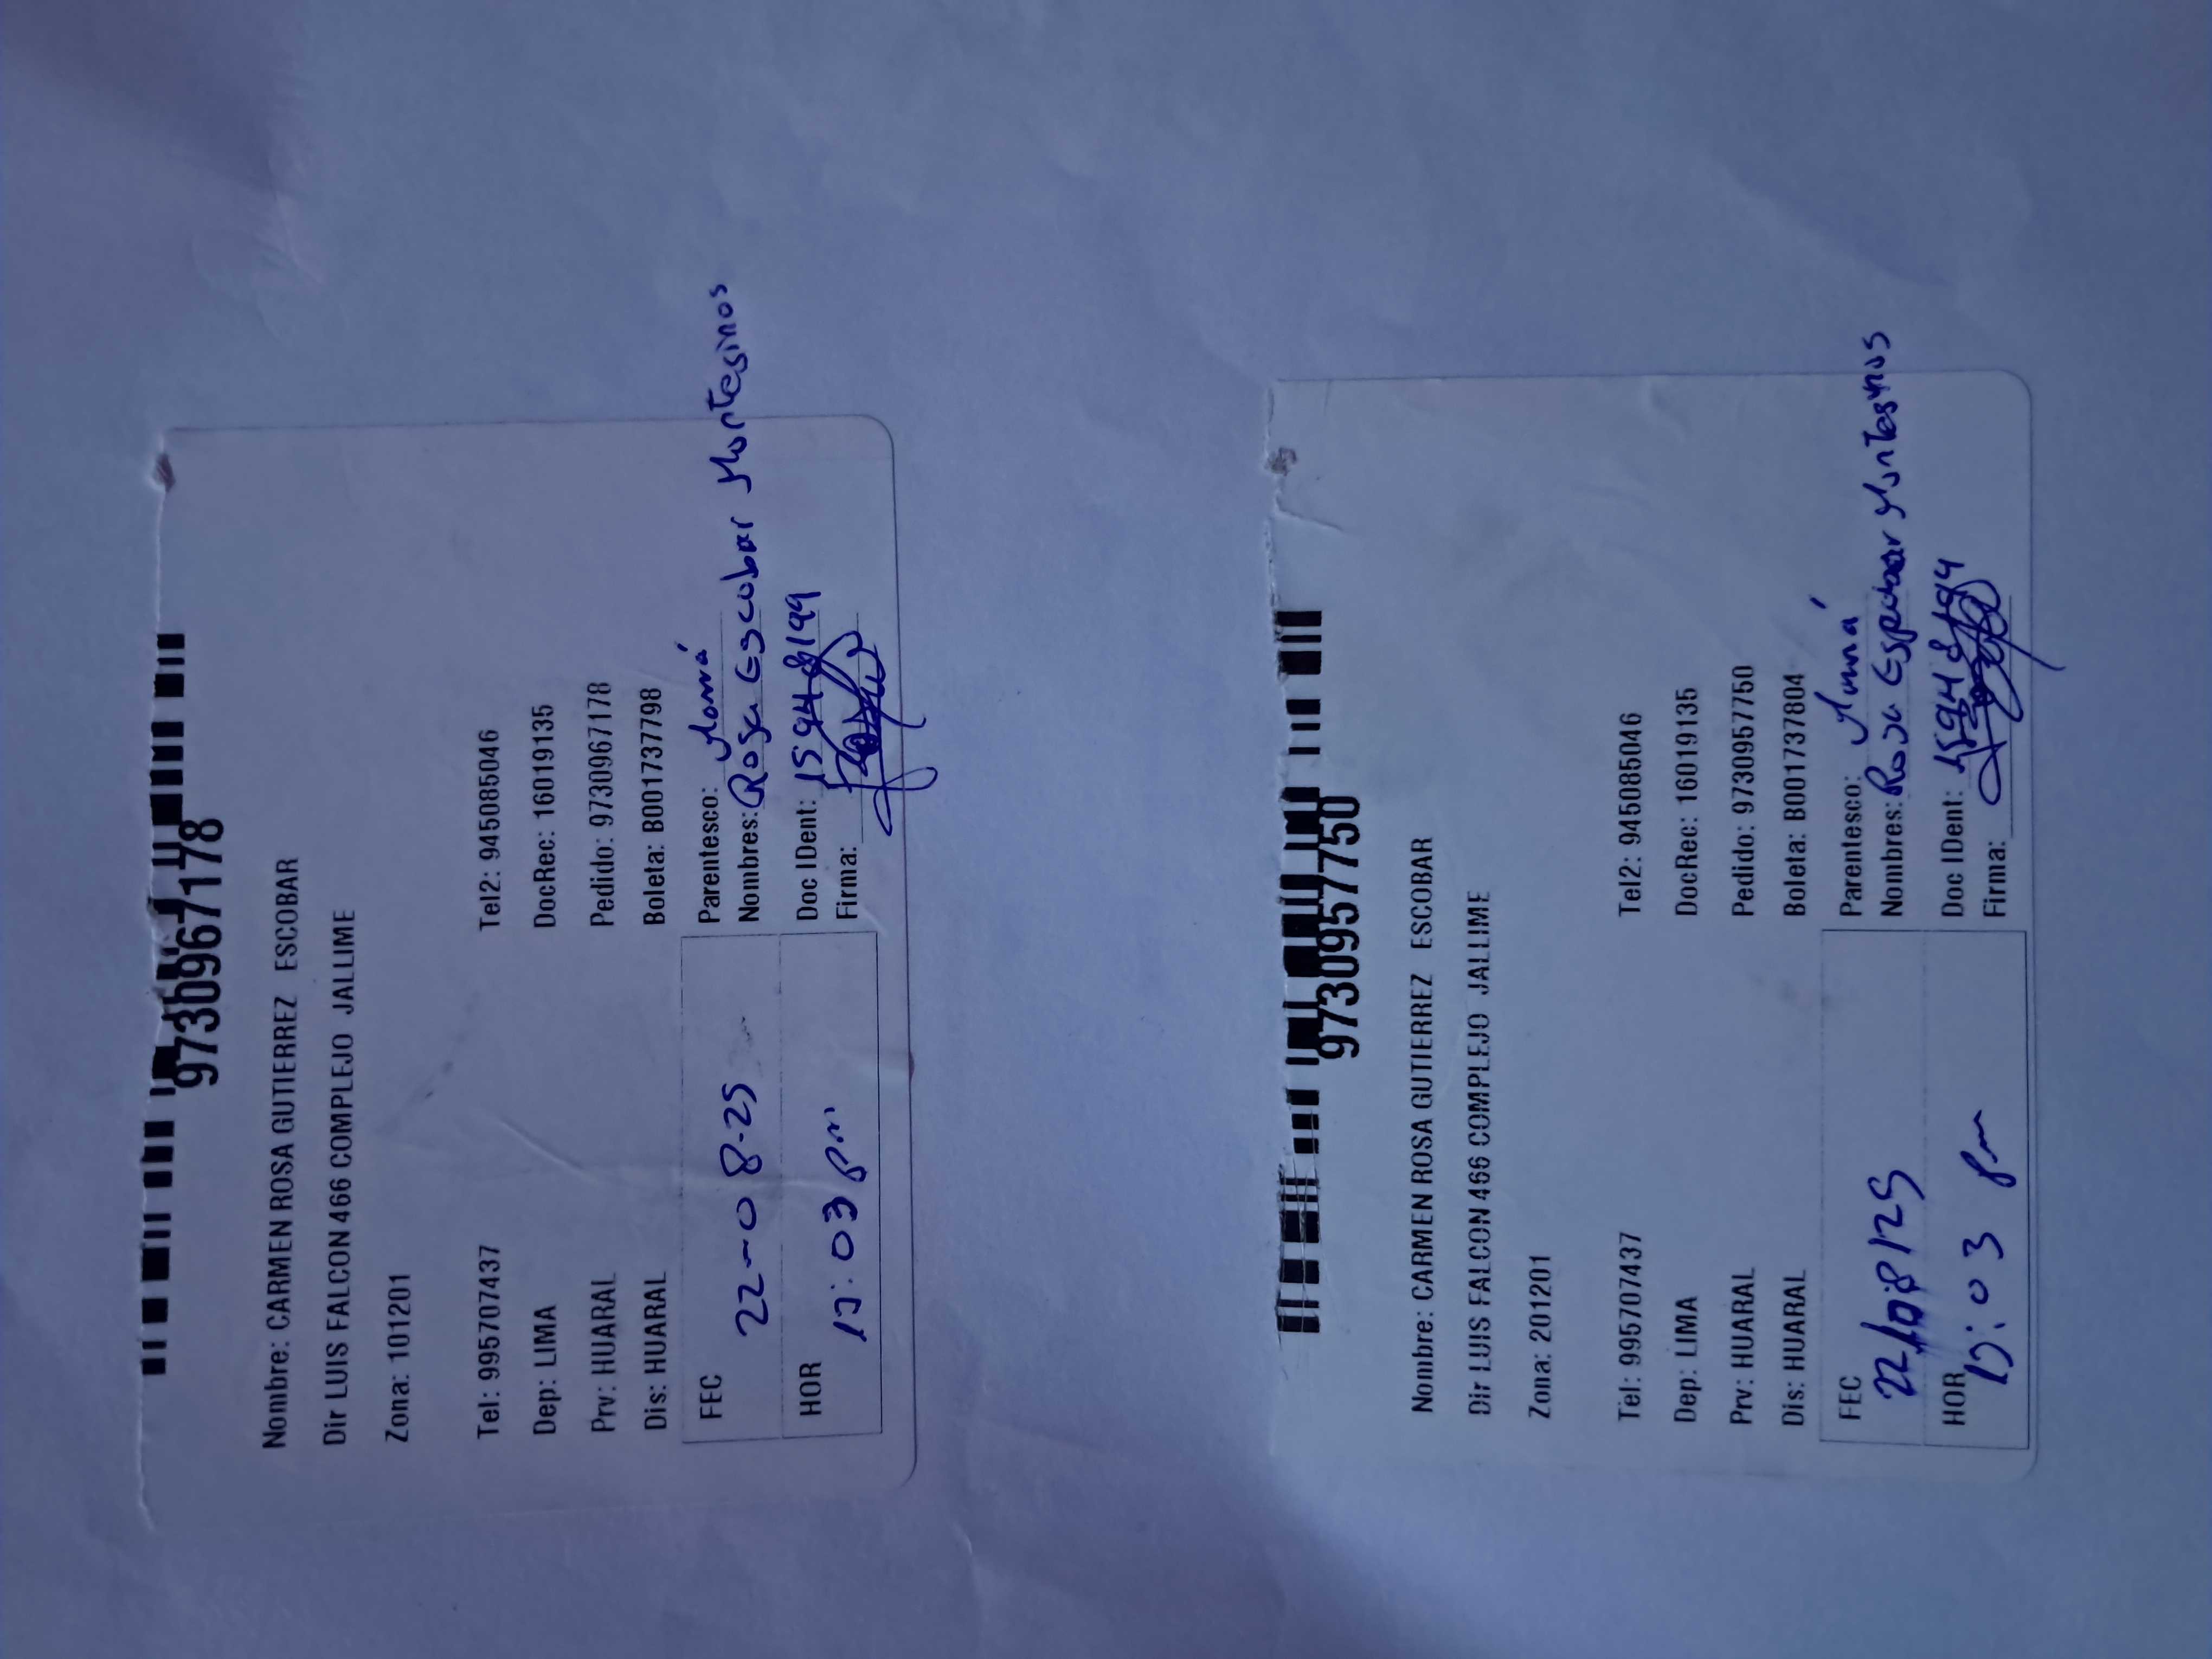 9730967178
Nombre: CARMEN ROSA GUTIERREZ ESCOBAR
Dir LUIS FALCON 466 COMPLEJO JALLIME
Zona: 101201
Tel: 995707437 Tel2: 945085046
Dep: LIMA DocRec: 16019135
Prv: HUARAL Pedido: 9730967178
Dis: HUARAL Boleta: B001737798
FEC 22-08-25 Parentesco: Mamá
Nombres: Rosa Escobar Montesinos
HOR :03 pm Doc IDent: 15948199
Firma:
9730957750
Nombre: CARMEN ROSA GUTIERREZ ESCOBAR
Dir LUIS FALCON 466 COMPLEJO JALLIME
Zona: 201201
Tel: 995707437 Tel2: 945085046
Dep: LIMA DocRec: 16019135
Prv: HUARAL Pedido: 9730957750
Dis: HUARAL Boleta: B001737804
FEC 22/08/25 Parentesco: Mamá
Nombres: Rosa Escobar Montesinos
HOR :03 pm Doc IDent:
Firma: